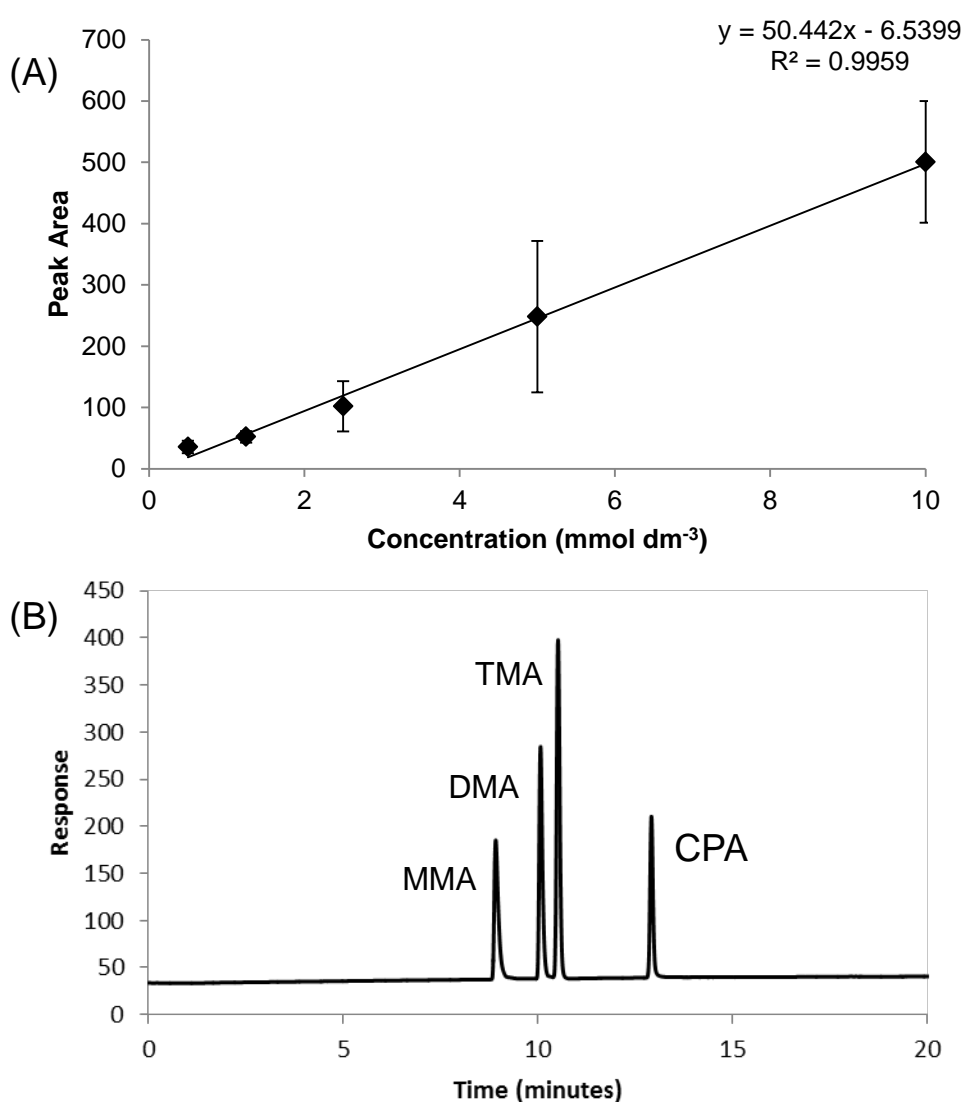 (A)
y = 50.442x - 6.5399
R² = 0.9959
700
600
500
400
300
200
100
0
Peak Area
0 2 4 6 8 10
Concentration (mmol dm⁻³)
(B)
450
400
350
300
250
200
150
100
50
0
Response
TMA
DMA
CPA
MMA
0 5 10 15 20
Time (minutes)